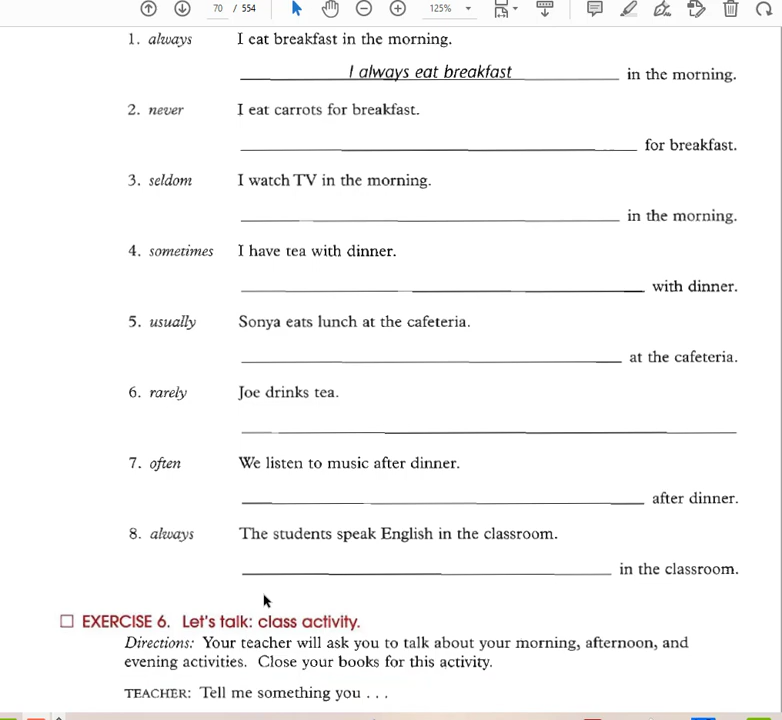 70 / 554 125%
1. always I eat breakfast in the morning.
I always eat breakfast in the morning.
2. never I eat carrots for breakfast.
for breakfast.
3. seldom I watch TV in the morning.
in the morning.
4. sometimes I have tea with dinner.
with dinner.
5. usually Sonya eats lunch at the cafeteria.
at the cafeteria.
6. rarely Joe drinks tea.
7. often We listen to music after dinner.
after dinner.
8. always The students speak English in the classroom.
in the classroom.
EXERCISE 6. Let's talk: class activity.
Directions: Your teacher will ask you to talk about your morning, afternoon, and
evening activities. Close your books for this activity.
TEACHER: Tell me something you . . .